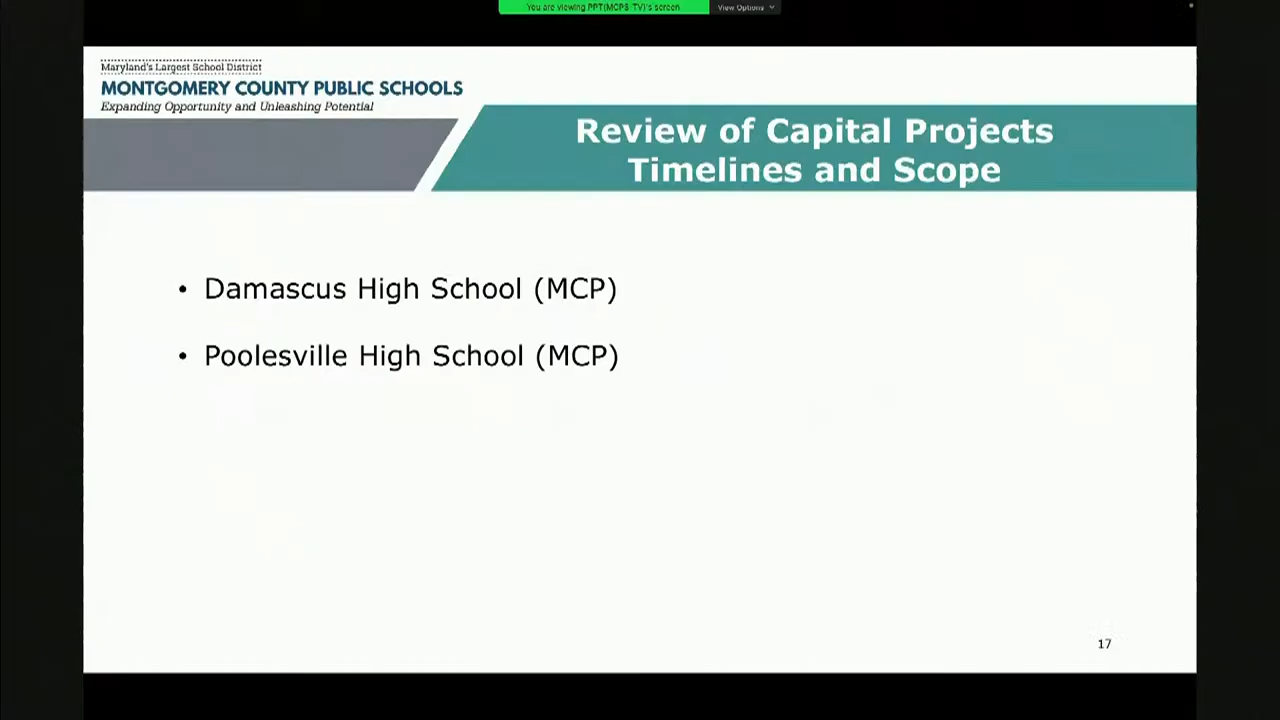 You are viewing PPT(MCPS TV)'s screen View Options
Maryland's Largest School District
MONTGOMERY COUNTY PUBLIC SCHOOLS
Expanding Opportunity and Unleashing Potential
Review of Capital Projects
Timelines and Scope
• Damascus High School (MCP)
• Poolesville High School (MCP)
17